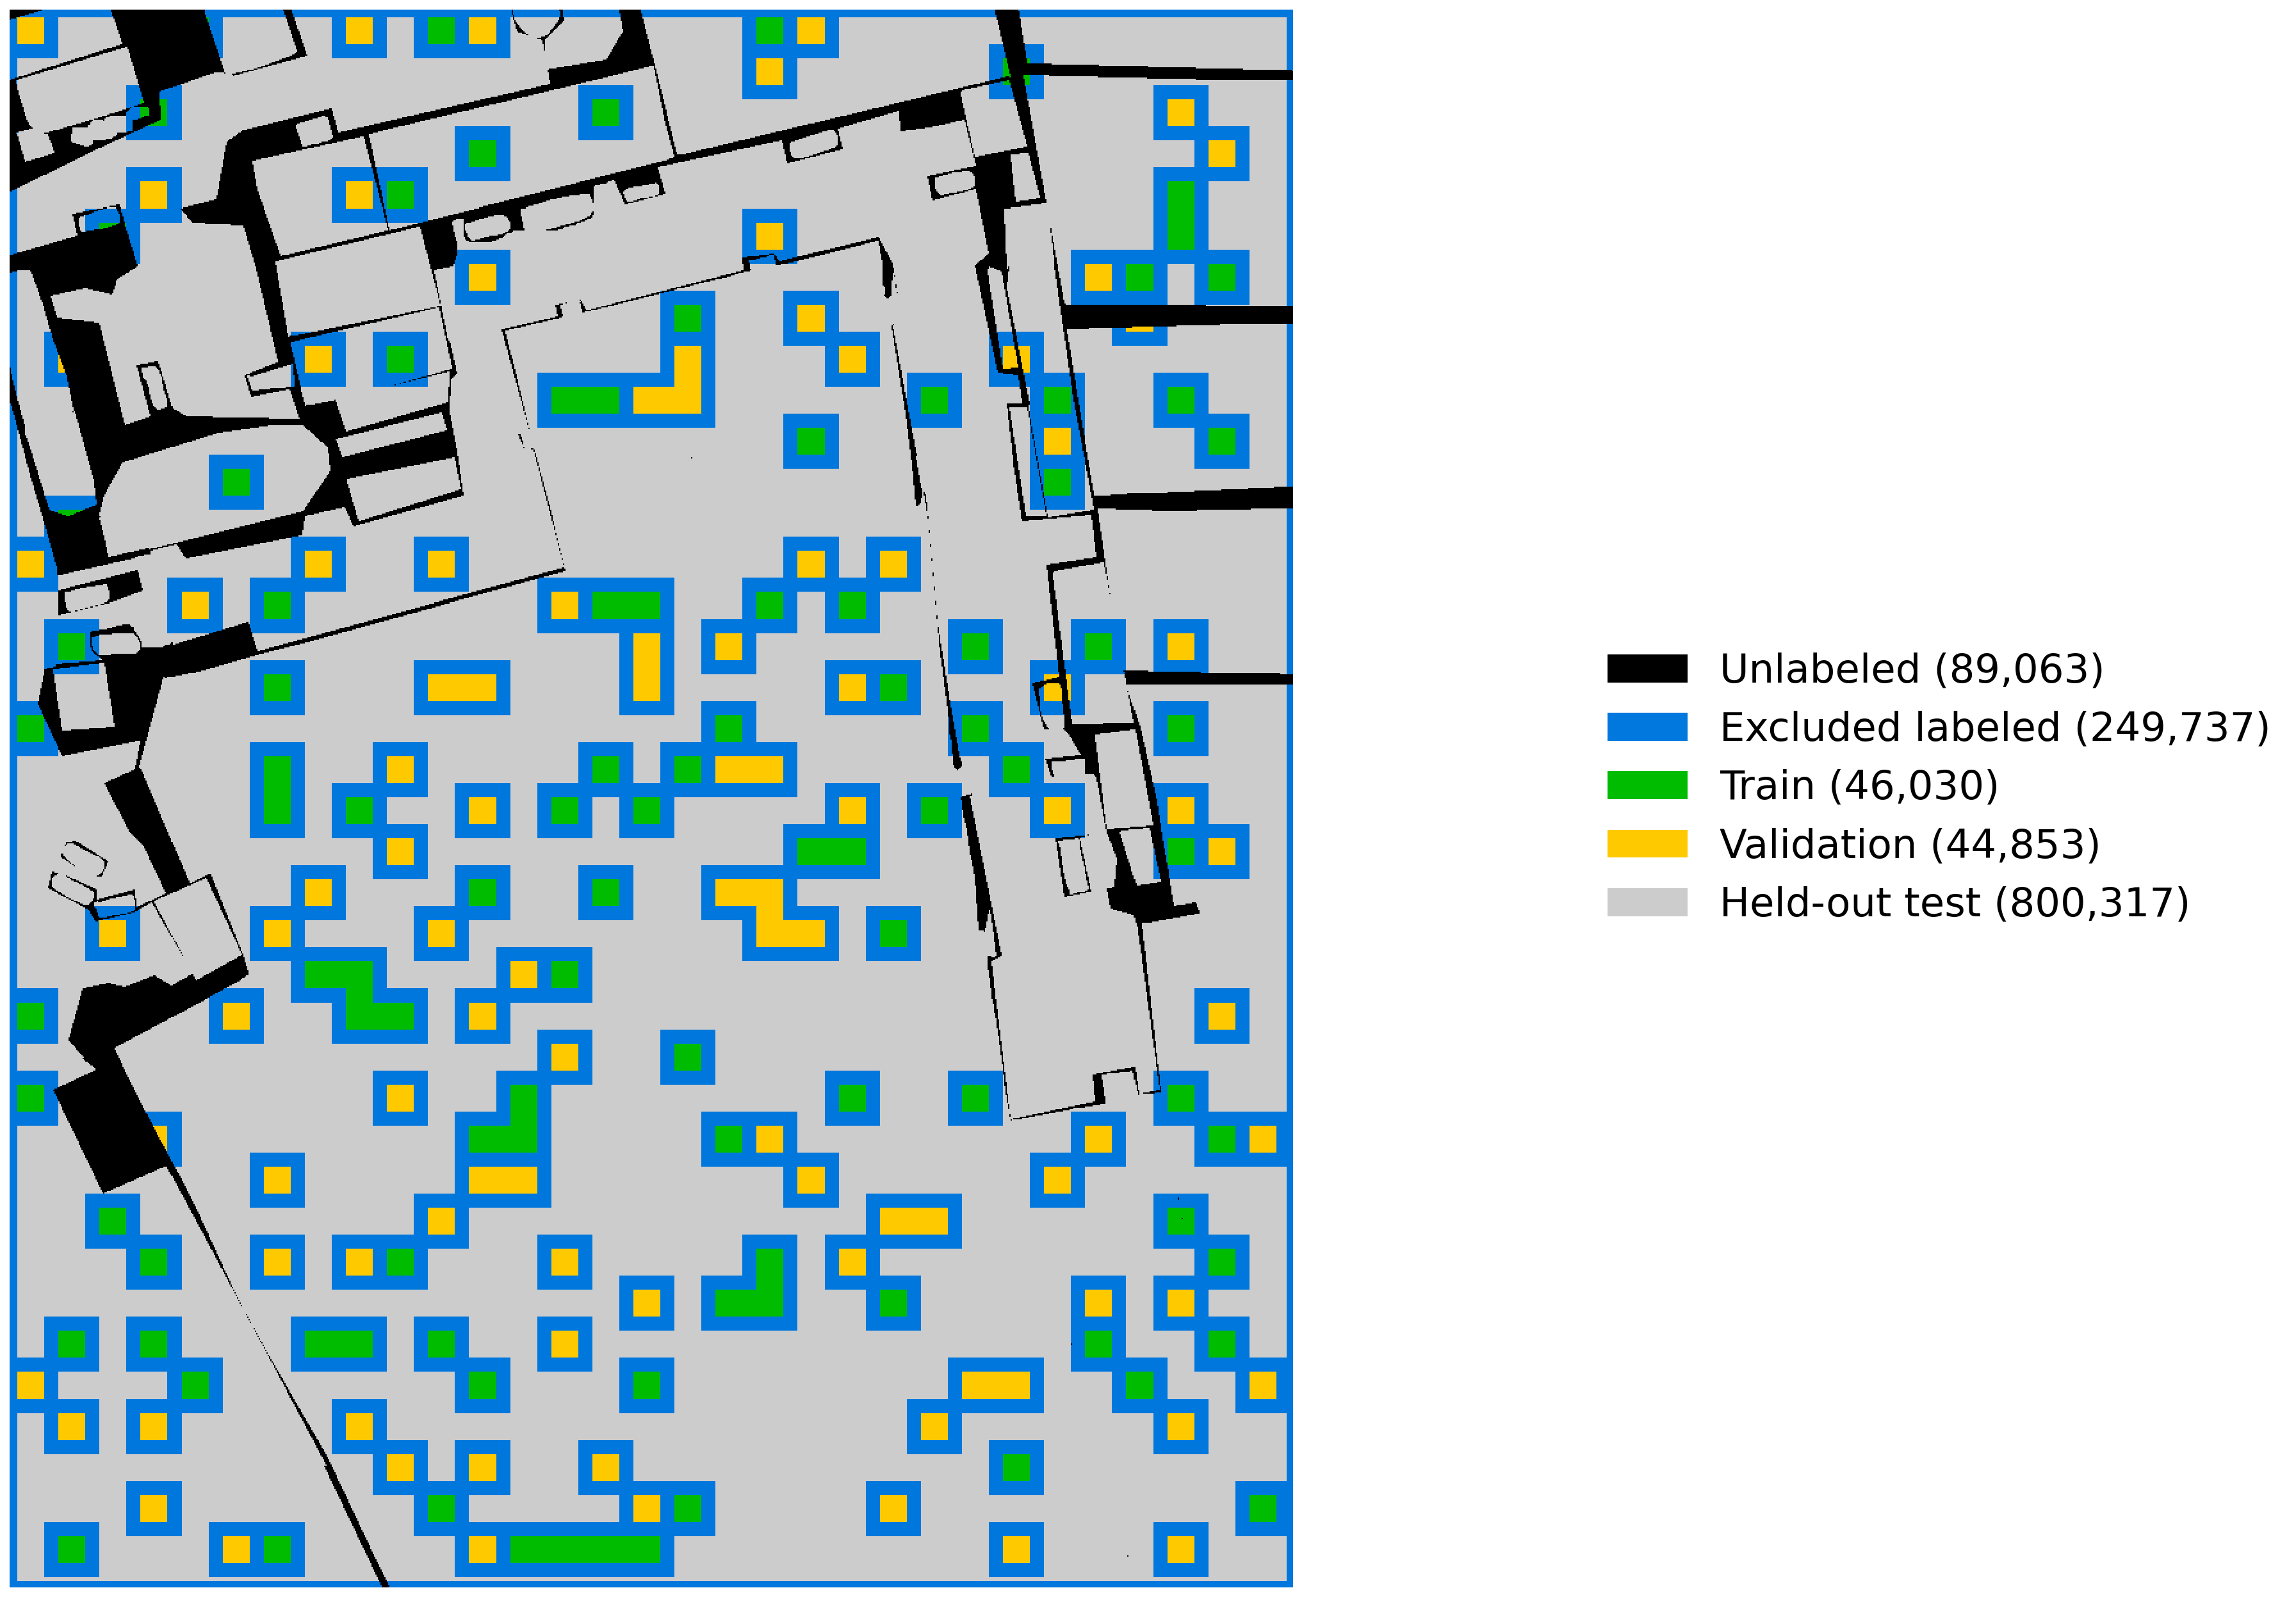 Unlabeled (89,063)
Excluded labeled (249,737)
Train (46,030)
Validation (44,853)
Held-out test (800,317)